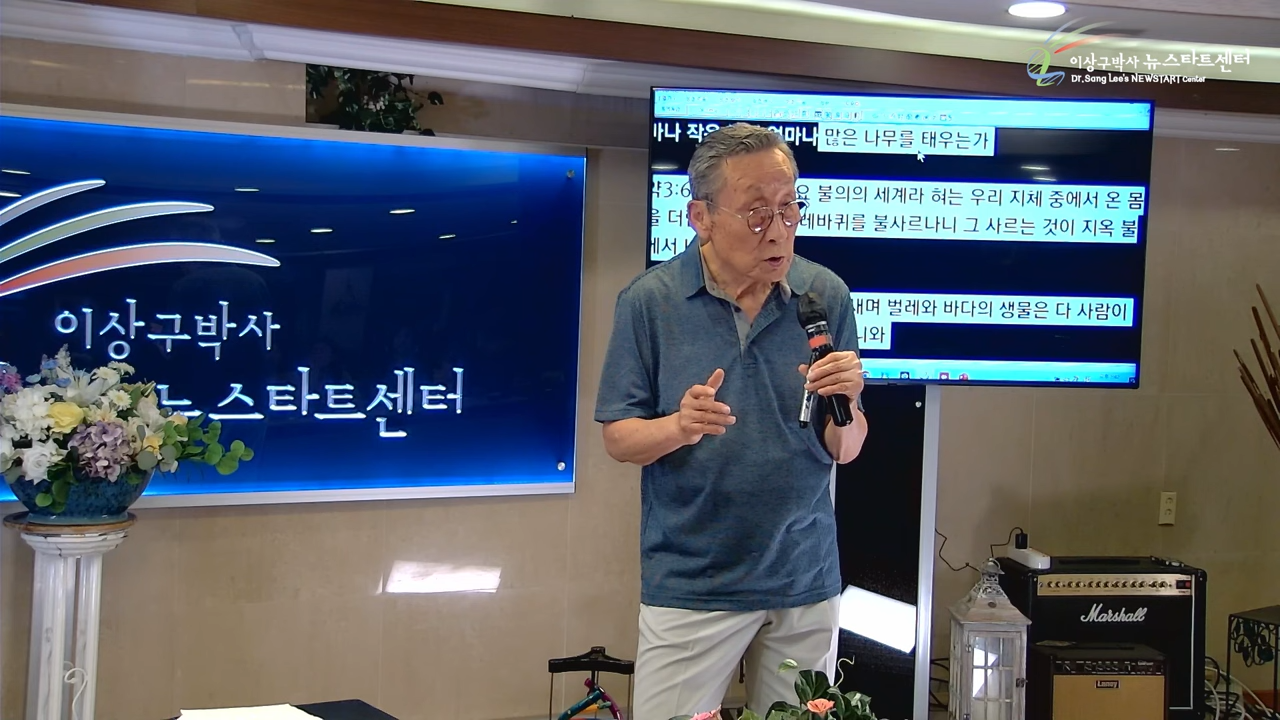 이상구박사 뉴스타트센터
Dr.Sang Lee's NEWSTART Center
많은 나무를 태우는가
불의의 세계라 혀는 우리 지체 중에서 온 몸
을 레바퀴를 불사르나니 그 사르는 것이 지옥 불
에서
새며 벌레와 바다의 생물은 다 사람이
니와
이상구박사
뉴스타트센터
Marshall
Laney